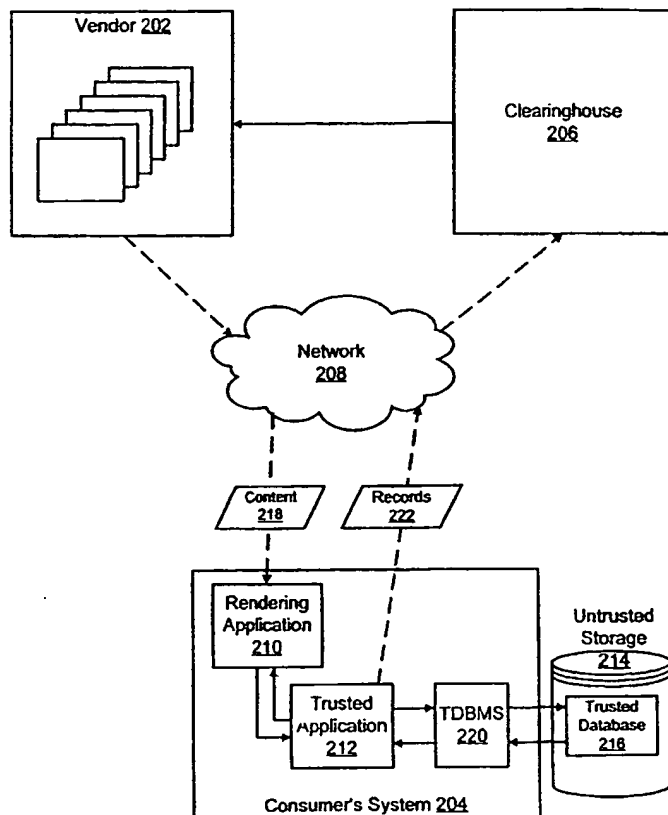 Vendor 202
Clearinghouse
206
Network
208
Content
218
Records
222
Rendering
Application
210
Untrusted
Storage
214
Trusted
Application
212
TDBMS
220
Trusted
Database
216
Consumer's System 204